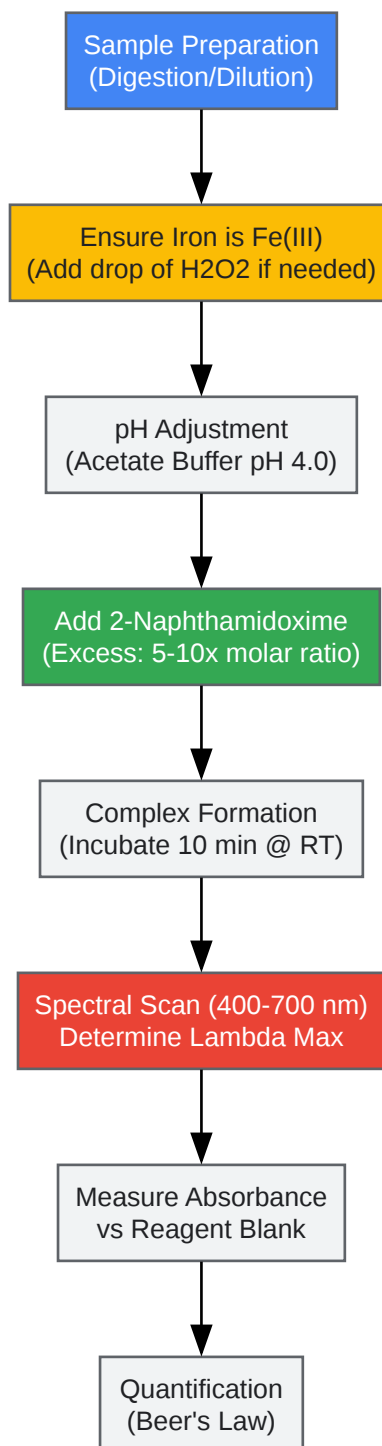 Sample Preparation
(Digestion/Dilution)
Ensure Iron is Fe(III)
(Add drop of H2O2 if needed)
pH Adjustment
(Acetate Buffer pH 4.0)
Add 2-Naphthamidoxime
(Excess: 5-10x molar ratio)
Complex Formation
(Incubate 10 min @ RT)
Spectral Scan (400-700 nm)
Determine Lambda Max
Measure Absorbance
vs Reagent Blank
Quantification
(Beer's Law)